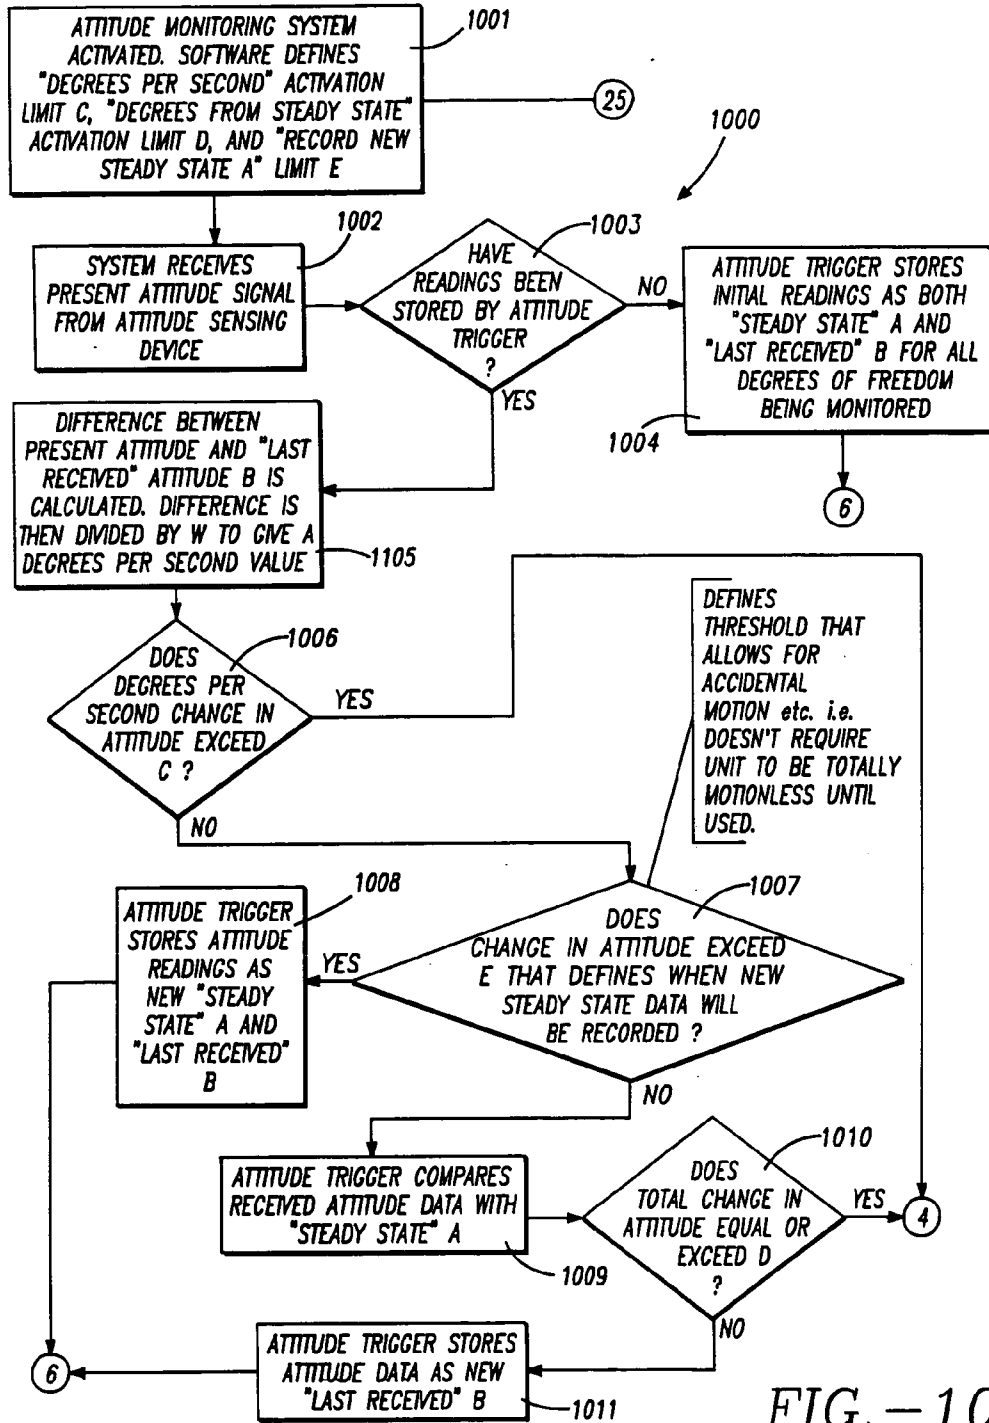 ATTITUDE MONITORING SYSTEM
ACTIVATED. SOFTWARE DEFINES
"DEGREES PER SECOND" ACTIVATION
LIMIT C, "DEGREES FROM STEADY STATE"
ACTIVATION LIMIT D, AND "RECORD NEW
STEADY STATE A" LIMIT E
1001
25
1000
SYSTEM RECEIVES
PRESENT ATTITUDE SIGNAL
FROM ATTITUDE SENSING
DEVICE
1002
HAVE
READINGS BEEN
STORED BY ATTITUDE
TRIGGER
?
1003
NO
YES
ATTITUDE TRIGGER STORES
INITIAL READINGS AS BOTH
"STEADY STATE" A AND
"LAST RECEIVED" B FOR ALL
DEGREES OF FREEDOM
BEING MONITORED
1004
6
DIFFERENCE BETWEEN
PRESENT ATTITUDE AND "LAST
RECEIVED" ATTITUDE B IS
CALCULATED. DIFFERENCE IS
THEN DIVIDED BY W TO GIVE A
DEGREES PER SECOND VALUE
1105
DOES
DEGREES PER
SECOND CHANGE IN
ATTITUDE EXCEED
C ?
1006
YES
NO
DEFINES
THRESHOLD THAT
ALLOWS FOR
ACCIDENTAL
MOTION etc. i.e.
DOESN'T REQUIRE
UNIT TO BE TOTALLY
MOTIONLESS UNTIL
USED.
DOES
CHANGE IN ATTITUDE EXCEED
E THAT DEFINES WHEN NEW
STEADY STATE DATA WILL
BE RECORDED ?
1007
YES
NO
ATTITUDE TRIGGER
STORES ATTITUDE
READINGS AS
NEW "STEADY
STATE" A AND
"LAST RECEIVED"
B
1008
ATTITUDE TRIGGER COMPARES
RECEIVED ATTITUDE DATA WITH
"STEADY STATE" A
1009
DOES
TOTAL CHANGE IN
ATTITUDE EQUAL OR
EXCEED D
?
1010
YES
4
NO
ATTITUDE TRIGGER STORES
ATTITUDE DATA AS NEW
"LAST RECEIVED" B
1011
6
FIG.-10